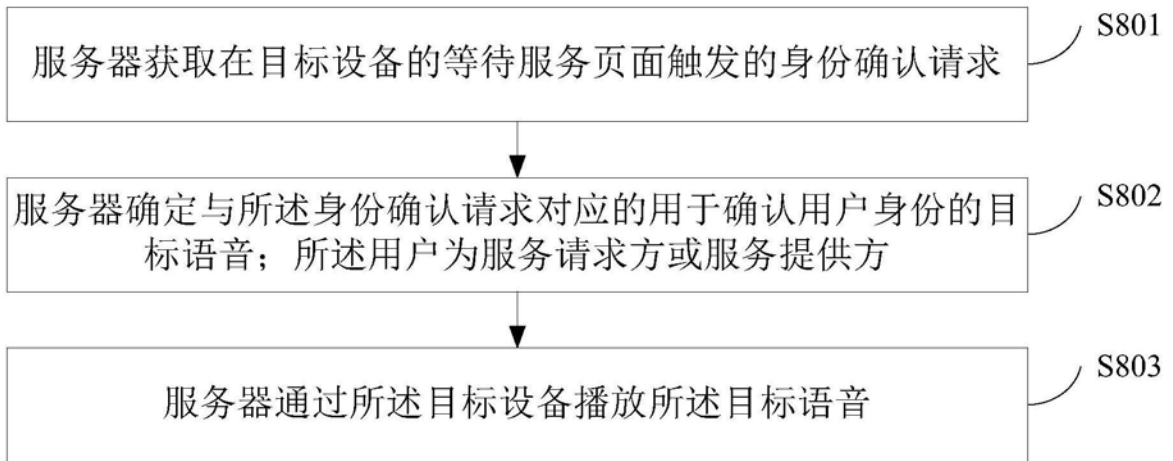 服务器获取在目标设备的等待服务页面触发的身份确认请求
S801
服务器确定与所述身份确认请求对应的用于确认用户身份的目
标语音；所述用户为服务请求方或服务提供方
S802
服务器通过所述目标设备播放所述目标语音
S803